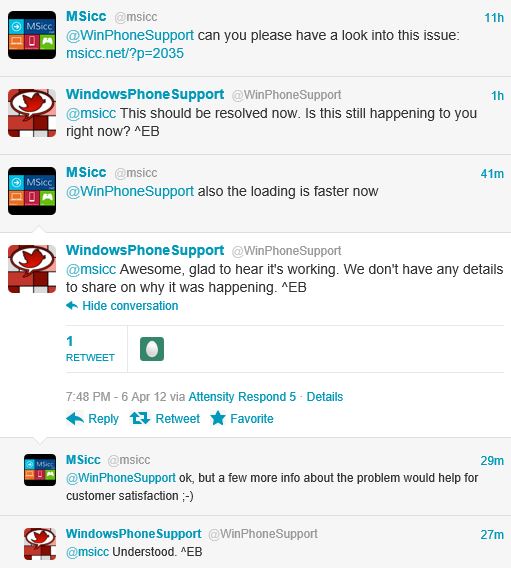 MSicc @msicc 11h
@WinPhoneSupport can you please have a look into this issue:
msicc.net/?p=2035
WindowsPhoneSupport @WinPhoneSupport 1h
@msicc This should be resolved now. Is this still happening to you
right now? ^EB
MSicc @msicc 41m
@WinPhoneSupport also the loading is faster now
WindowsPhoneSupport @WinPhoneSupport
@msicc Awesome, glad to hear it's working. We don't have any details
to share on why it was happening. ^EB
Hide conversation
1
RETWEET
7:48 PM - 6 Apr 12 via Attensity Respond 5 · Details
Reply Retweet Favorite
MSicc @msicc 29m
@WinPhoneSupport ok, but a few more info about the problem would help for
customer satisfaction ;-)
WindowsPhoneSupport @WinPhoneSupport 27m
@msicc Understood. ^EB